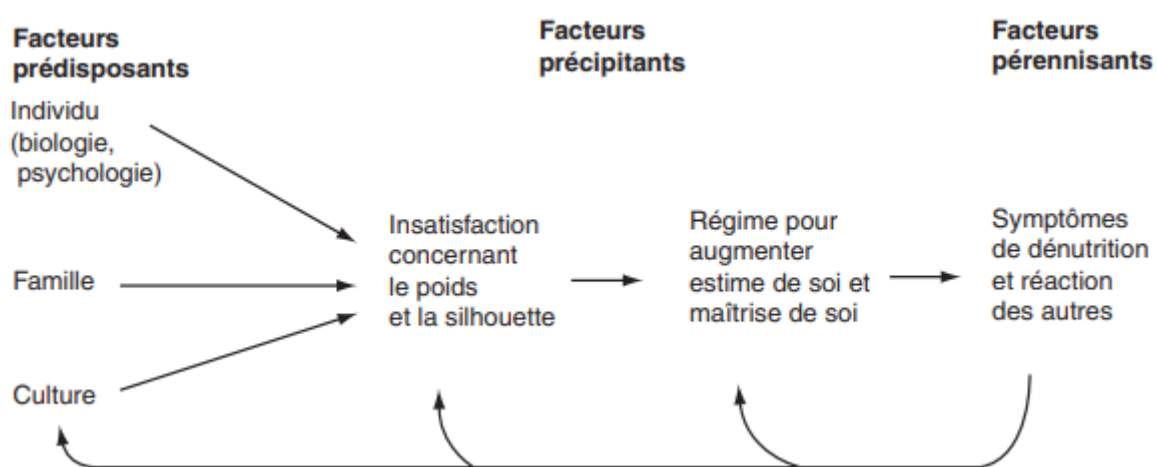 Facteurs
prédisposants
Facteurs
précipitants
Facteurs
pérennisants
Individu
(biologie,
psychologie)
Famille
Culture
Insatisfaction
concernant
le poids
et la silhouette
Régime pour
augmenter
estime de soi et
maîtrise de soi
Symptômes
de dénutrition
et réaction
des autres